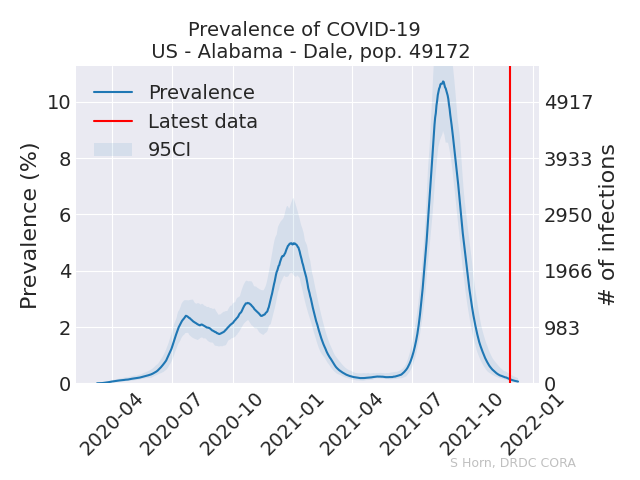 Prevalence of COVID-19
US - Alabama - Dale, pop. 49172
Prevalence
Latest data
95CI
Prevalence (%)
10
8
6
4
2
0
4917
3933
2950
1966
983
0
# of infections
2020-04
2020-07
2020-10
2021-01
2021-04
2021-07
2021-10
2022-01
S Horn, DRDC CORA